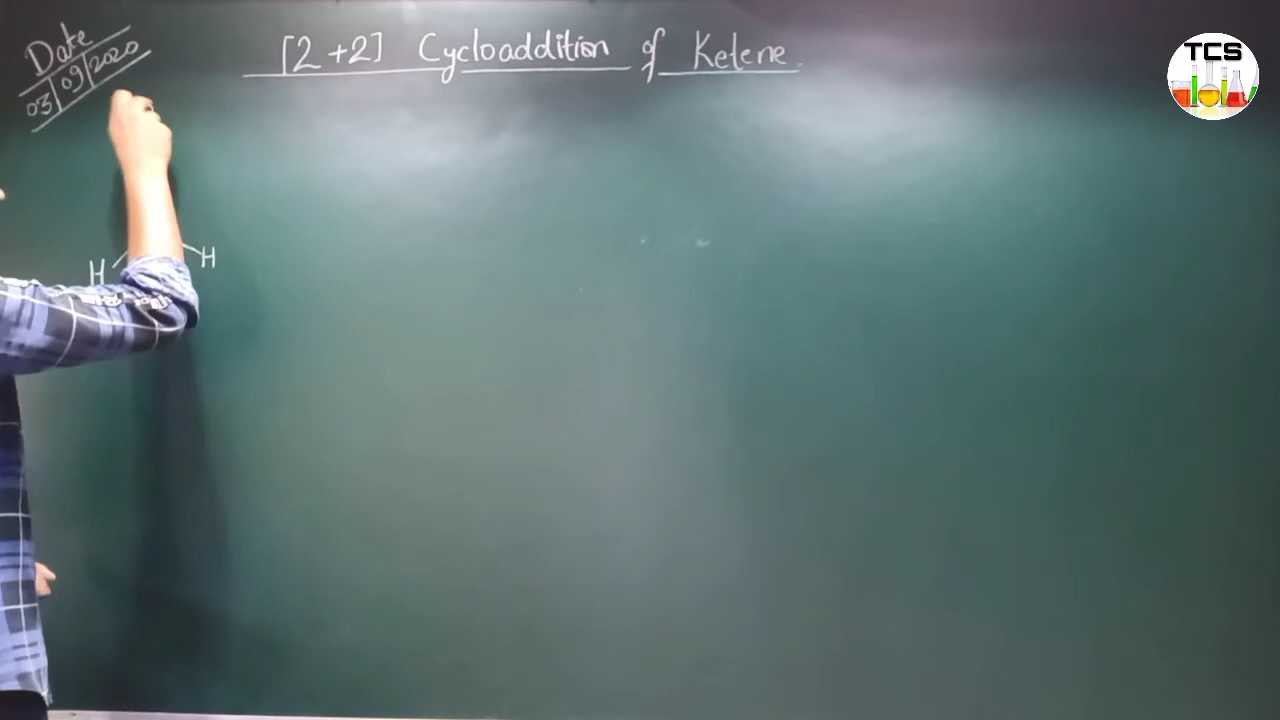 Date
03/09/2020
[2+2] Cycloaddition of Ketene.
TCS
H H